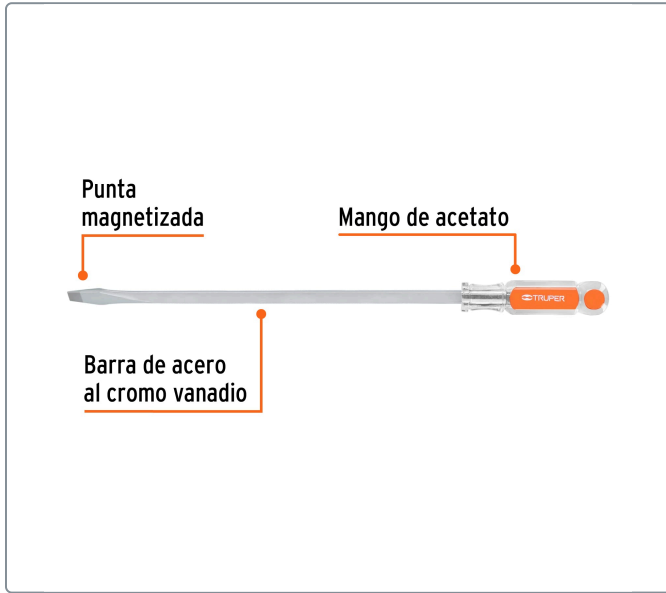 Punta
magnetizada
Mango de acetato
TRUPER
Barra de acero
al cromo vanadio